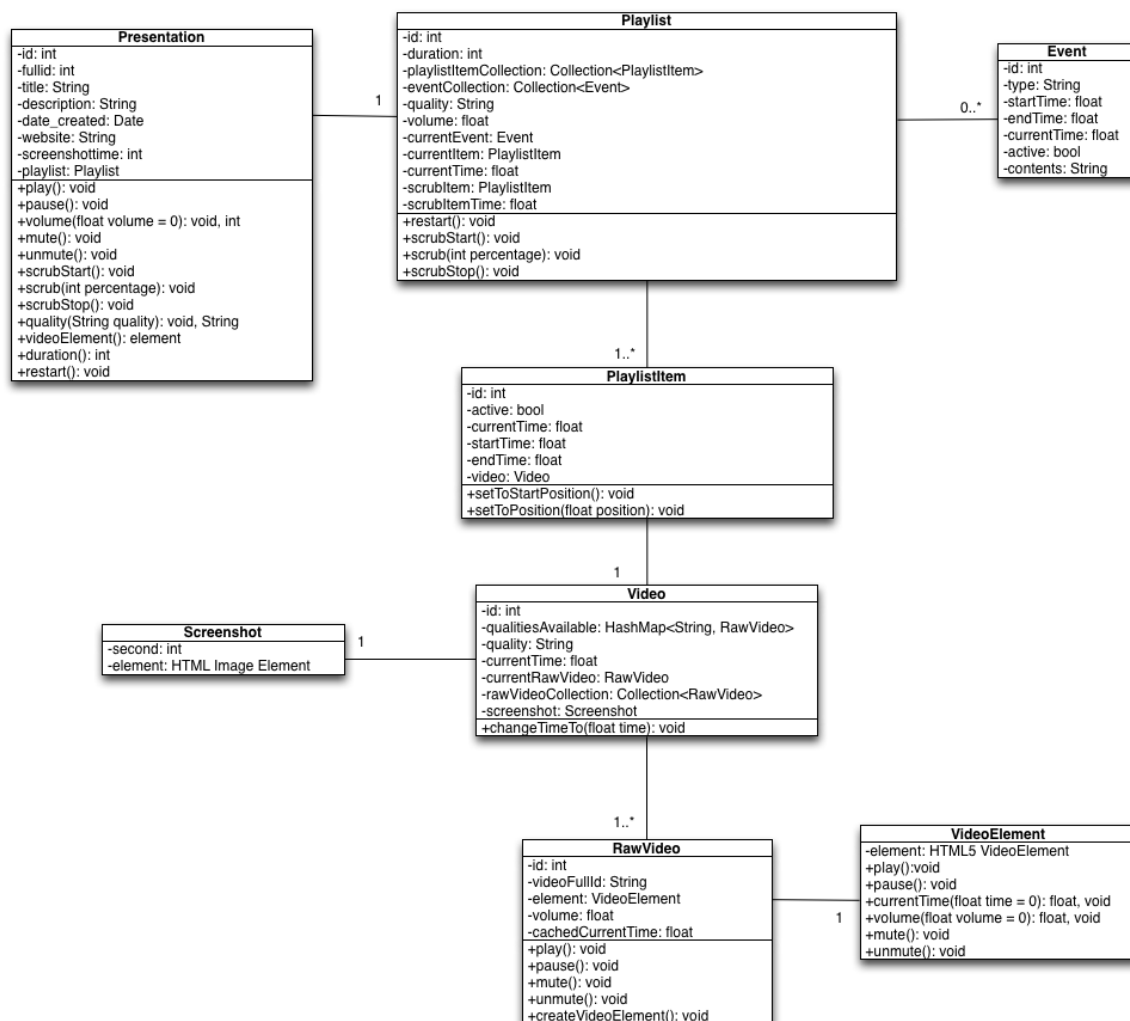 Presentation
-id: int
-fullid: int
-title: String
-description: String
-date_created: Date
-website: String
-screenshottime: int
-playlist: Playlist
+play(): void
+pause(): void
+volume(float volume = 0): void, int
+mute(): void
+unmute(): void
+scrubStart(): void
+scrub(int percentage): void
+scrubStop(): void
+quality(String quality): void, String
+videoElement(): element
+duration(): int
+restart(): void
1
Playlist
-id: int
-duration: int
-playlistItemCollection: Collection<PlaylistItem>
-eventCollection: Collection<Event>
-quality: String
-volume: float
-currentEvent: Event
-currentItem: PlaylistItem
-currentTime: float
-scrubItem: PlaylistItem
-scrubItemTime: float
+restart(): void
+scrubStart(): void
+scrub(int percentage): void
+scrubStop(): void
0..*
Event
-id: int
-type: String
-startTime: float
-endTime: float
-currentTime: float
-active: bool
-contents: String
1..*
PlaylistItem
-id: int
-active: bool
-currentTime: float
-startTime: float
-endTime: float
-video: Video
+setToStartPosition(): void
+setToPosition(float position): void
1
Video
-id: int
-qualitiesAvailable: HashMap<String, RawVideo>
-quality: String
-currentTime: float
-currentRawVideo: RawVideo
-rawVideoCollection: Collection<RawVideo>
-screenshot: Screenshot
+changeTimeTo(float time): void
Screenshot
-second: int
-element: HTML Image Element
1
1..*
RawVideo
-id: int
-videoFullId: String
-element: VideoElement
-volume: float
-cachedCurrentTime: float
+play(): void
+pause(): void
+mute(): void
+unmute(): void
+createVideoElement(): void
1
VideoElement
-element: HTML5 VideoElement
+play():void
+pause(): void
+currentTime(float time = 0): float, void
+volume(float volume = 0): float, void
+mute(): void
+unmute(): void